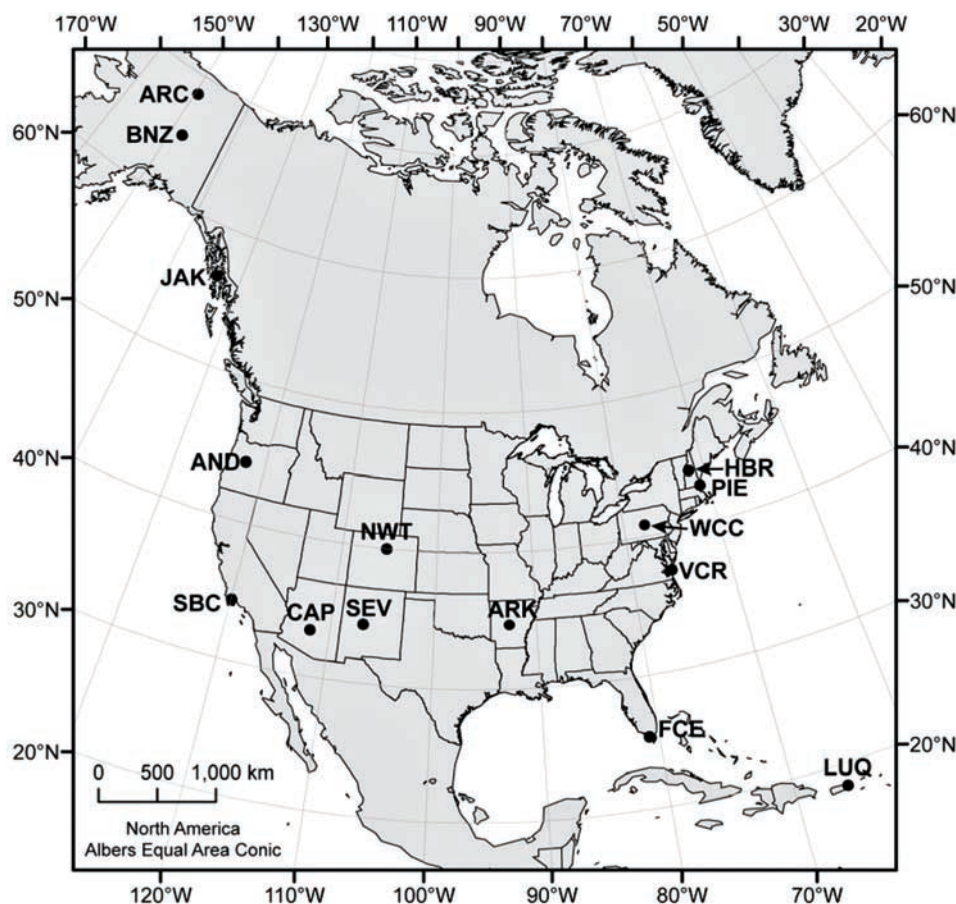 170°W 150°W 130°W 110°W 90°W 70°W 50°W 40°W 30°W 20°W
ARC
60°N
BNZ
60°N
JAK
50°N
50°N
AND
40°N
40°N
HBR
PIE
WCC
NWT
VCR
SBC
30°N
CAP
SEV
ARK
30°N
FCE
20°N
20°N
LUQ
0 500 1,000 km
North America
Albers Equal Area Conic
120°W 110°W 100°W 90°W 80°W 70°W